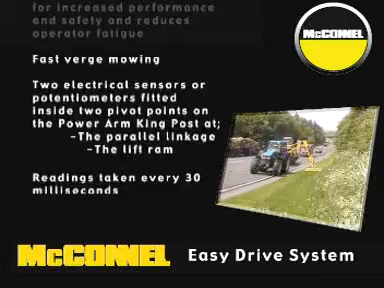 for increased performance
and safety and reduces
operator fatigue
McCONNEL
Fast verge mowing
Two electrical sensors or
potentiometers fitted
inside two pivot points on
the Power Arm King Post at;
-The parallel linkage
-The lift ram
Readings taken every 30
milliseconds
McCONNEL Easy Drive System